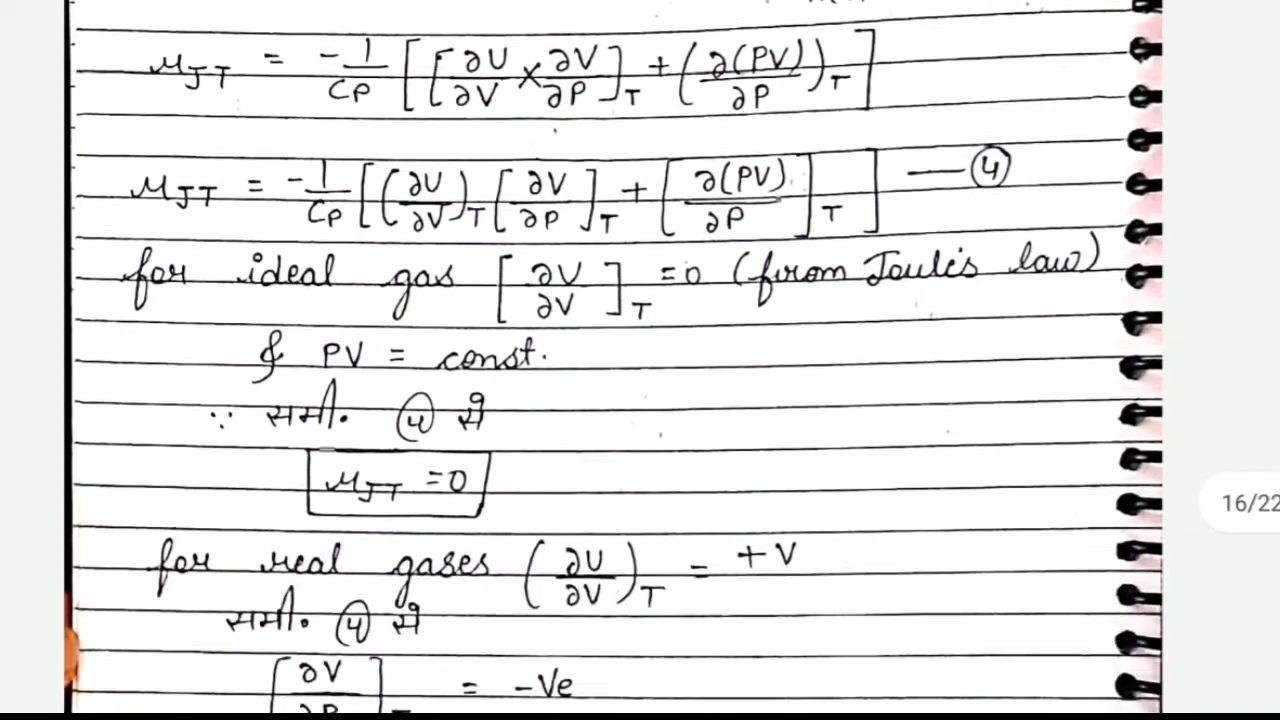 μJT = -1/CP [[∂U/∂V × ∂V/∂P]T + (∂(PV)/∂P)T]
μJT = -1/CP [(∂U/∂V)T [∂V/∂P]T + [∂(PV)/∂P]T] — ④
for ideal gas [∂U/∂V]T = 0 (from Joule's law)
& PV = const.
∵ समी. ④ से
μJT = 0
16/22
for real gases (∂U/∂V)T = +V
समी. ④ से
[∂V/∂P]T = -Ve